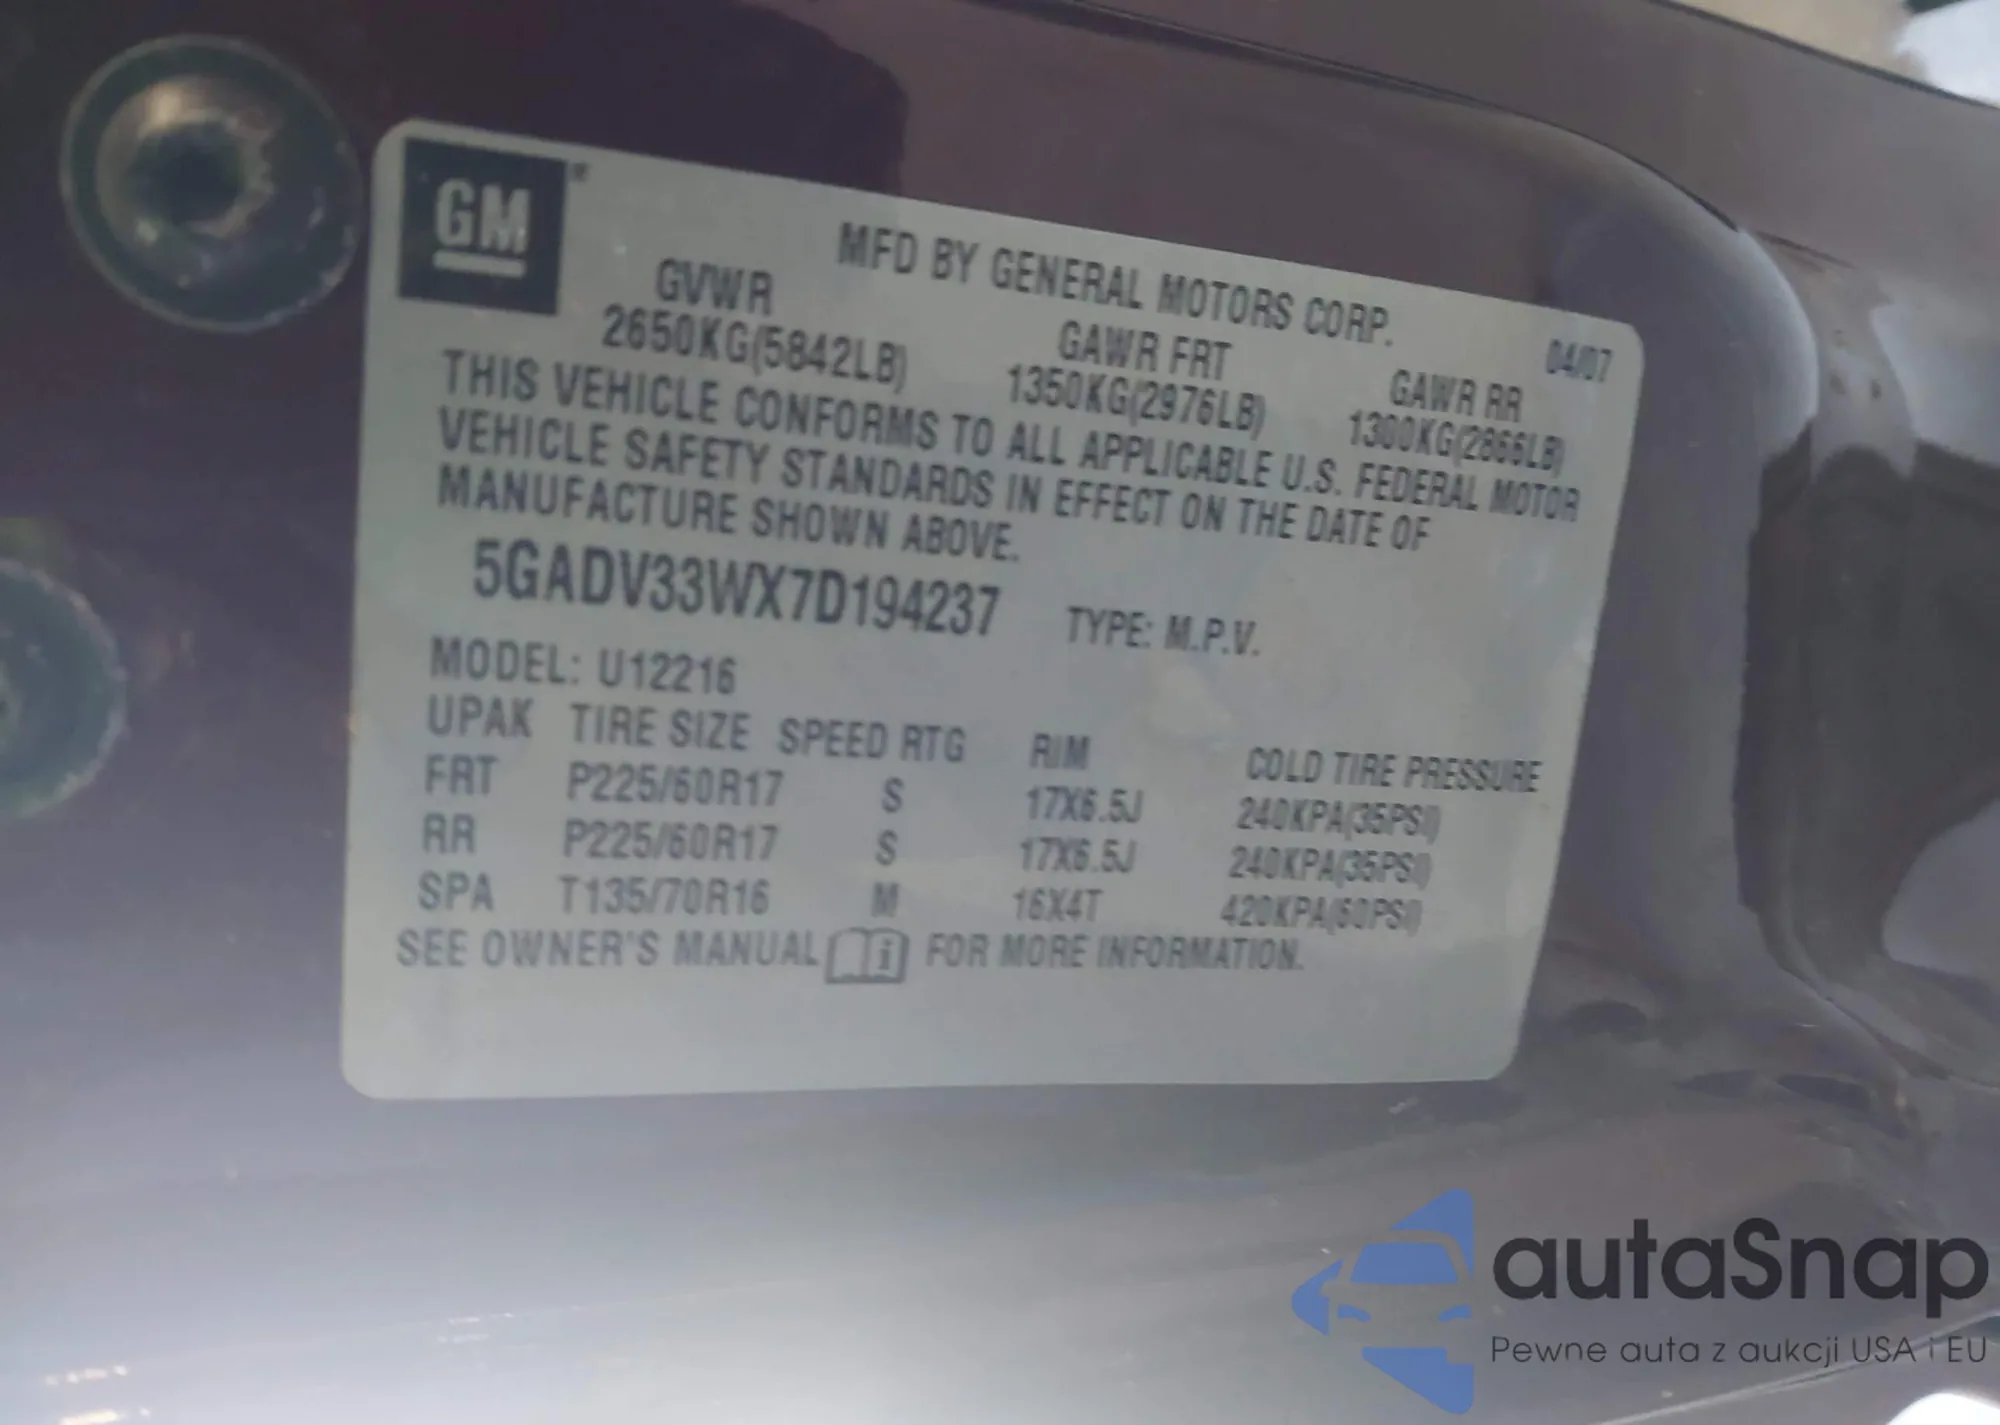 GM®
MFD BY GENERAL MOTORS CORP.
04/07
GVWR GAWR FRT GAWR RR
2650KG(5842LB) 1350KG(2976LB) 1300KG(2866LB)
THIS VEHICLE CONFORMS TO ALL APPLICABLE U.S. FEDERAL MOTOR
VEHICLE SAFETY STANDARDS IN EFFECT ON THE DATE OF
MANUFACTURE SHOWN ABOVE.
5GADV33WX7D194237 TYPE: M.P.V.
MODEL: U12216
UPAK TIRE SIZE SPEED RTG RIM COLD TIRE PRESSURE
FRT P225/60R17 S 17X6.5J 240KPA(35PSI)
RR P225/60R17 S 17X6.5J 240KPA(35PSI)
SPA T135/70R16 M 16X4T 420KPA(60PSI)
SEE OWNER'S MANUAL i FOR MORE INFORMATION.
autaSnap
Pewne auta z aukcji USA i EU